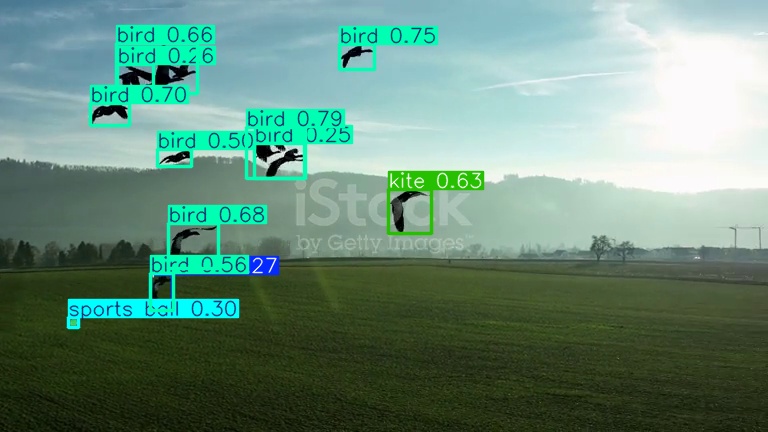 bird 0.66
bird 0.75
bird 0.26
bird 0.70
bird 0.79
bird 0.25
bird 0.50
kite 0.63
iStock
by Getty Images™
bird 0.68
bird 0.56
27
sports ball 0.30